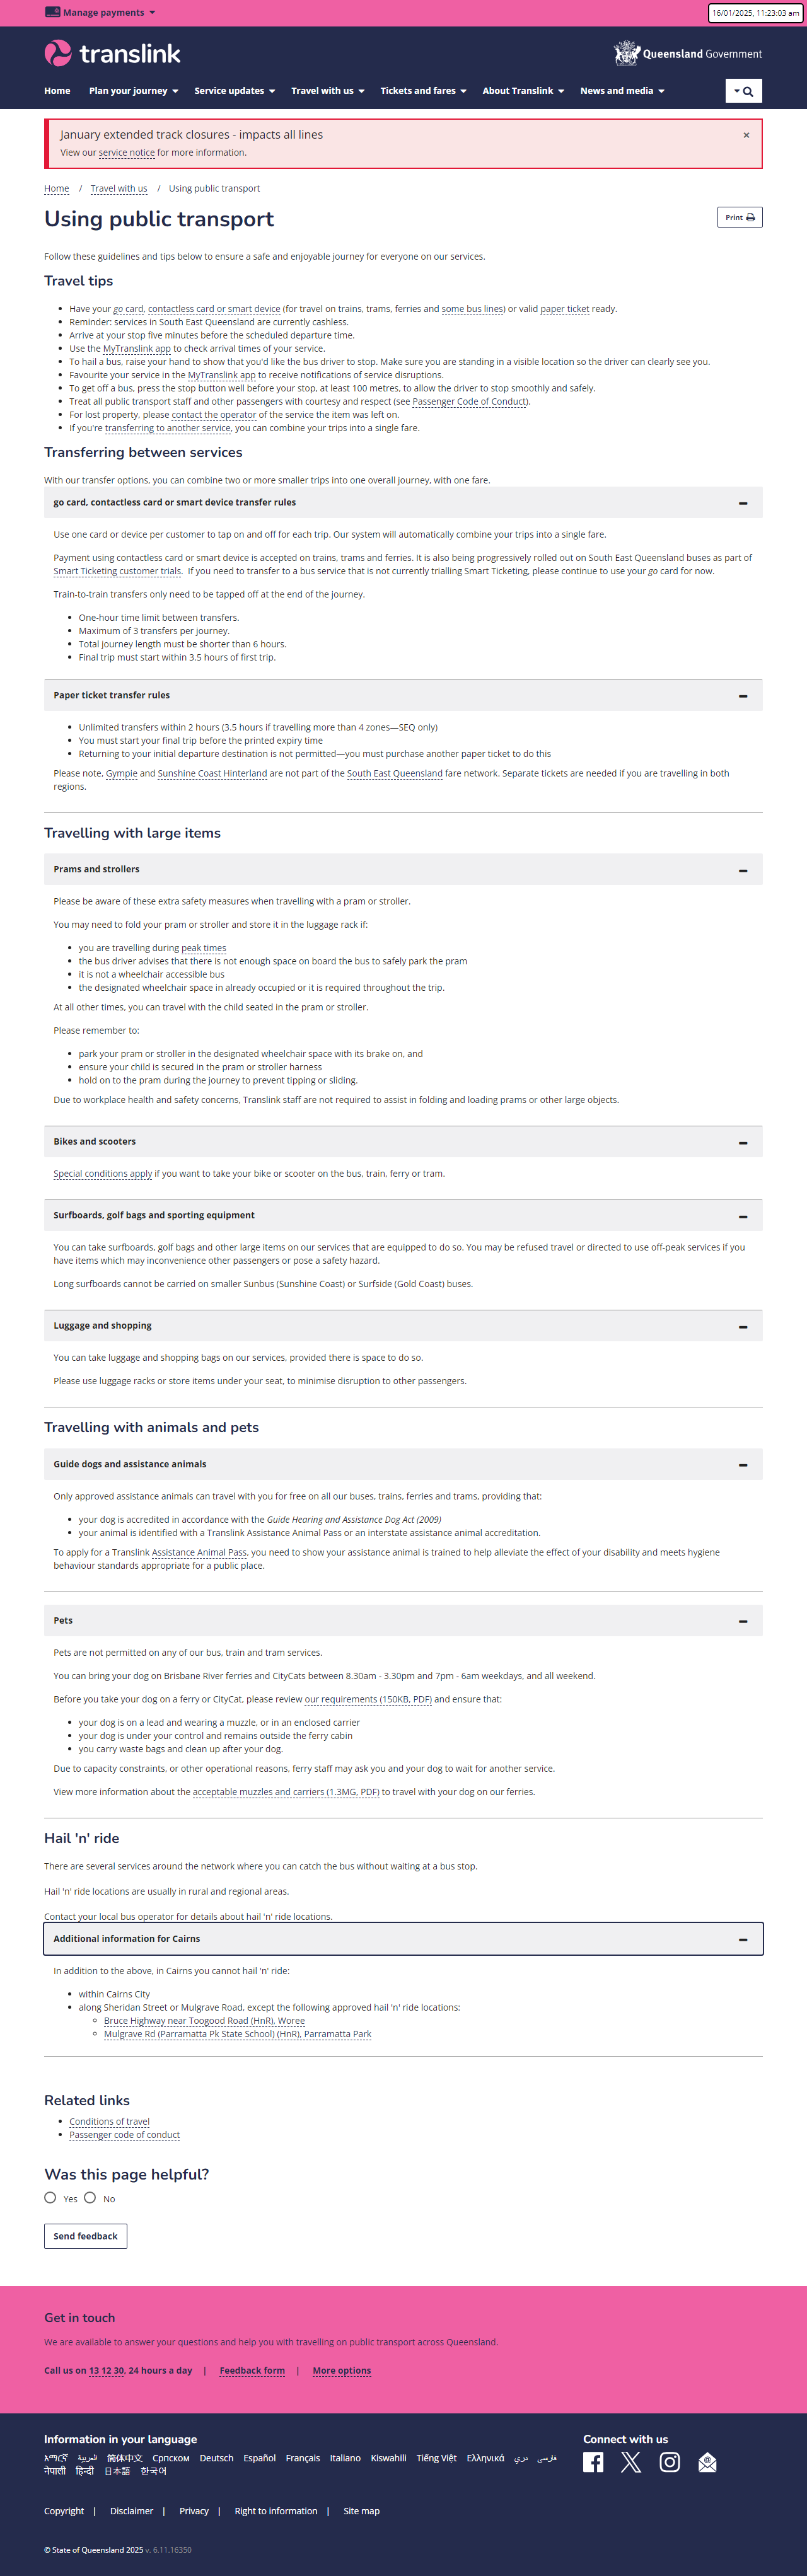 Manage payments
16/01/2025, 11:23:03 am
translink
Queensland Government
Home Plan your journey Service updates Travel with us Tickets and fares About Translink News and media
January extended track closures - impacts all lines
×
View our service notice for more information.
Home / Travel with us / Using public transport
Using public transport
Print
Follow these guidelines and tips below to ensure a safe and enjoyable journey for everyone on our services.
Travel tips
• Have your go card, contactless card or smart device (for travel on trains, trams, ferries and some bus lines) or valid paper ticket ready.
• Reminder: services in South East Queensland are currently cashless.
• Arrive at your stop five minutes before the scheduled departure time.
• Use the MyTranslink app to check arrival times of your service.
• To hail a bus, raise your hand to show that you'd like the bus driver to stop. Make sure you are standing in a visible location so the driver can clearly see you.
• Favourite your service in the MyTranslink app to receive notifications of service disruptions.
• To get off a bus, press the stop button well before your stop, at least 100 metres, to allow the driver to stop smoothly and safely.
• Treat all public transport staff and other passengers with courtesy and respect (see Passenger Code of Conduct).
• For lost property, please contact the operator of the service the item was left on.
• If you're transferring to another service, you can combine your trips into a single fare.
Transferring between services
With our transfer options, you can combine two or more smaller trips into one overall journey, with one fare.
go card, contactless card or smart device transfer rules
Use one card or device per customer to tap on and off for each trip. Our system will automatically combine your trips into a single fare.
Payment using contactless card or smart device is accepted on trains, trams and ferries. It is also being progressively rolled out on South East Queensland buses as part of
Smart Ticketing customer trials. If you need to transfer to a bus service that is not currently trialling Smart Ticketing, please continue to use your go card for now.
Train-to-train transfers only need to be tapped off at the end of the journey.
• One-hour time limit between transfers.
• Maximum of 3 transfers per journey.
• Total journey length must be shorter than 6 hours.
• Final trip must start within 3.5 hours of first trip.
Paper ticket transfer rules
• Unlimited transfers within 2 hours (3.5 hours if travelling more than 4 zones—SEQ only)
• You must start your final trip before the printed expiry time
• Returning to your initial departure destination is not permitted—you must purchase another paper ticket to do this
Please note, Gympie and Sunshine Coast Hinterland are not part of the South East Queensland fare network. Separate tickets are needed if you are travelling in both
regions.
Travelling with large items
Prams and strollers
Please be aware of these extra safety measures when travelling with a pram or stroller.
You may need to fold your pram or stroller and store it in the luggage rack if:
• you are travelling during peak times
• the bus driver advises that there is not enough space on board the bus to safely park the pram
• it is not a wheelchair accessible bus
• the designated wheelchair space in already occupied or it is required throughout the trip.
At all other times, you can travel with the child seated in the pram or stroller.
Please remember to:
• park your pram or stroller in the designated wheelchair space with its brake on, and
• ensure your child is secured in the pram or stroller harness
• hold on to the pram during the journey to prevent tipping or sliding.
Due to workplace health and safety concerns, Translink staff are not required to assist in folding and loading prams or other large objects.
Bikes and scooters
Special conditions apply if you want to take your bike or scooter on the bus, train, ferry or tram.
Surfboards, golf bags and sporting equipment
You can take surfboards, golf bags and other large items on our services that are equipped to do so. You may be refused travel or directed to use off-peak services if you
have items which may inconvenience other passengers or pose a safety hazard.
Long surfboards cannot be carried on smaller Sunbus (Sunshine Coast) or Surfside (Gold Coast) buses.
Luggage and shopping
You can take luggage and shopping bags on our services, provided there is space to do so.
Please use luggage racks or store items under your seat, to minimise disruption to other passengers.
Travelling with animals and pets
Guide dogs and assistance animals
Only approved assistance animals can travel with you for free on all our buses, trains, ferries and trams, providing that:
• your dog is accredited in accordance with the Guide Hearing and Assistance Dog Act (2009)
• your animal is identified with a Translink Assistance Animal Pass or an interstate assistance animal accreditation.
To apply for a Translink Assistance Animal Pass, you need to show your assistance animal is trained to help alleviate the effect of your disability and meets hygiene
behaviour standards appropriate for a public place.
Pets
Pets are not permitted on any of our bus, train and tram services.
You can bring your dog on Brisbane River ferries and CityCats between 8.30am - 3.30pm and 7pm - 6am weekdays, and all weekend.
Before you take your dog on a ferry or CityCat, please review our requirements (150KB, PDF) and ensure that:
• your dog is on a lead and wearing a muzzle, or in an enclosed carrier
• your dog is under your control and remains outside the ferry cabin
• you carry waste bags and clean up after your dog.
Due to capacity constraints, or other operational reasons, ferry staff may ask you and your dog to wait for another service.
View more information about the acceptable muzzles and carriers (1.3MG, PDF) to travel with your dog on our ferries.
Hail 'n' ride
There are several services around the network where you can catch the bus without waiting at a bus stop.
Hail 'n' ride locations are usually in rural and regional areas.
Contact your local bus operator for details about hail 'n' ride locations.
Additional information for Cairns
In addition to the above, in Cairns you cannot hail 'n' ride:
• within Cairns City
• along Sheridan Street or Mulgrave Road, except the following approved hail 'n' ride locations:
Bruce Highway near Toogood Road (HnR), Woree
Mulgrave Rd (Parramatta Pk State School) (HnR), Parramatta Park
Related links
• Conditions of travel
• Passenger code of conduct
Was this page helpful?
Yes No
Send feedback
Get in touch
We are available to answer your questions and help you with travelling on public transport across Queensland.
Call us on 13 12 30, 24 hours a day | Feedback form | More options
Information in your language
Connect with us
አማርኛ العربية 简体中文 Српском Deutsch Español Français Italiano Kiswahili Tiếng Việt Ελληνικά دری فارسی
नेपाली हिन्दी 日本語 한국어
Copyright | Disclaimer | Privacy | Right to information | Site map
© State of Queensland 2025 v. 6.11.16350